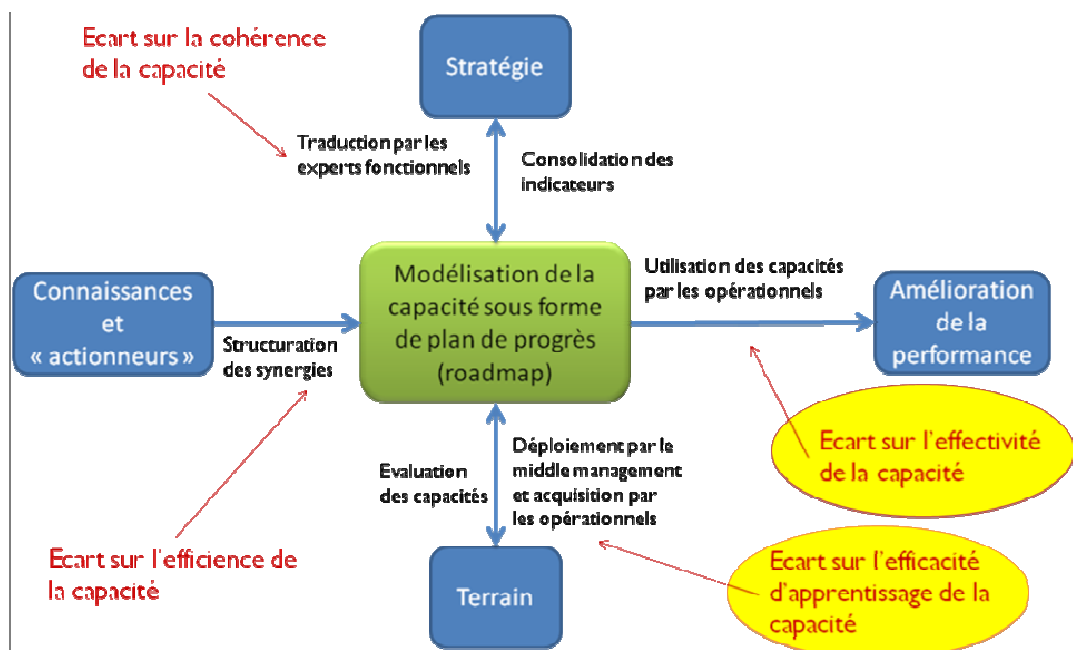 Ecart sur la cohérence
de la capacité
Stratégie
Traduction par les
experts fonctionnels
Consolidation des
indicateurs
Connaissances
et
« actionneurs »
Structuration
des synergies
Modélisation de la
capacité sous forme
de plan de progrès
(roadmap)
Utilisation des capacités
par les opérationnels
Amélioration
de la
performance
Ecart sur l'effectivité
de la capacité
Evaluation
des capacités
Déploiement par le
middle management
et acquisition par
les opérationnels
Ecart sur l'efficience de
la capacité
Terrain
Ecart sur l'efficacité
d'apprentissage de la
capacité